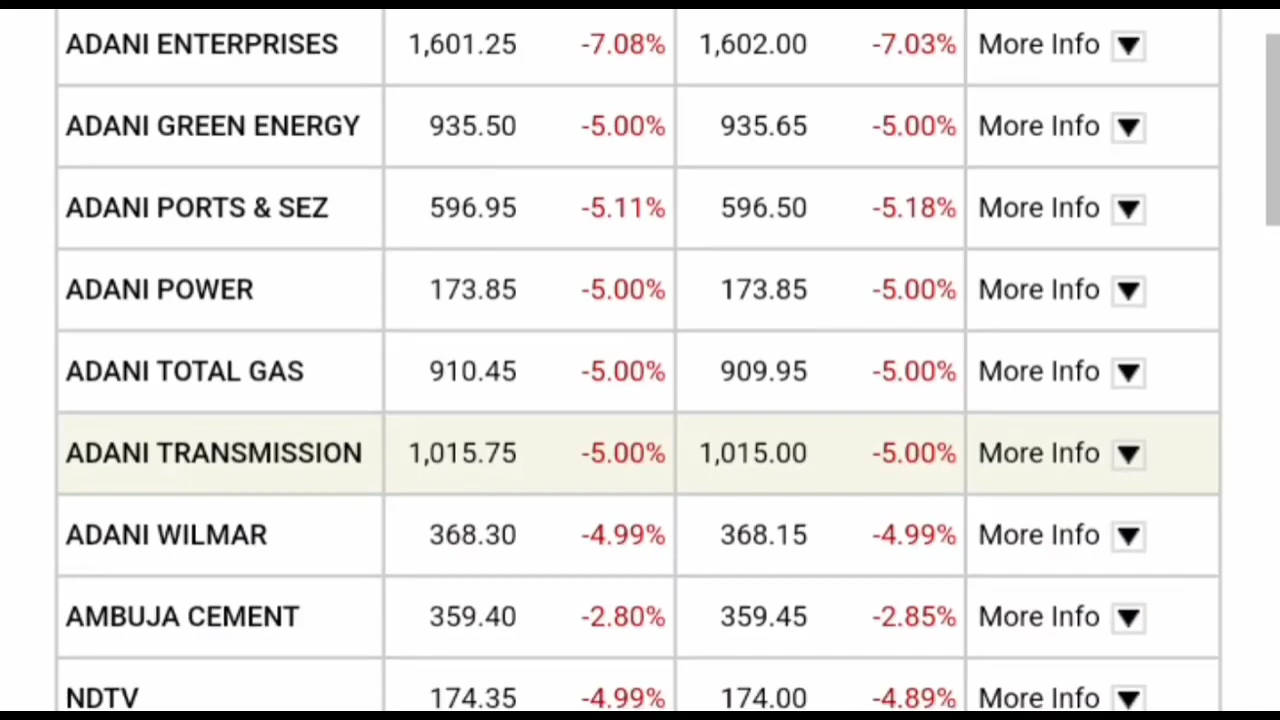 ADANI ENTERPRISES 1,601.25 -7.08% 1,602.00 -7.03% More Info
ADANI GREEN ENERGY 935.50 -5.00% 935.65 -5.00% More Info
ADANI PORTS & SEZ 596.95 -5.11% 596.50 -5.18% More Info
ADANI POWER 173.85 -5.00% 173.85 -5.00% More Info
ADANI TOTAL GAS 910.45 -5.00% 909.95 -5.00% More Info
ADANI TRANSMISSION 1,015.75 -5.00% 1,015.00 -5.00% More Info
ADANI WILMAR 368.30 -4.99% 368.15 -4.99% More Info
AMBUJA CEMENT 359.40 -2.80% 359.45 -2.85% More Info
NDTV 174.35 -4.99% 174.00 -4.89% More Info